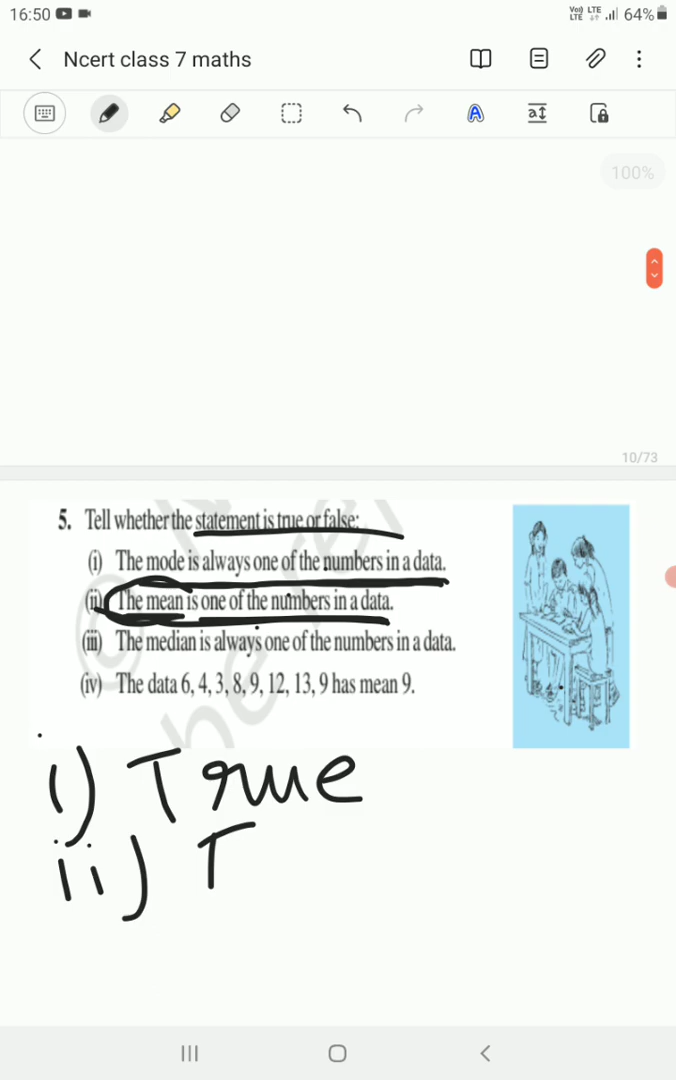 16:50
Voo) LTE
LTE
64%
Ncert class 7 maths
A
a
100%
10/73
5. Tell whether the statement is true or false:
(i) The mode is always one of the numbers in a data.
(ii) The mean is one of the numbers in a data.
(iii) The median is always one of the numbers in a data.
(iv) The data 6, 4, 3, 8, 9, 12, 13, 9 has mean 9.
i) True
ii) T